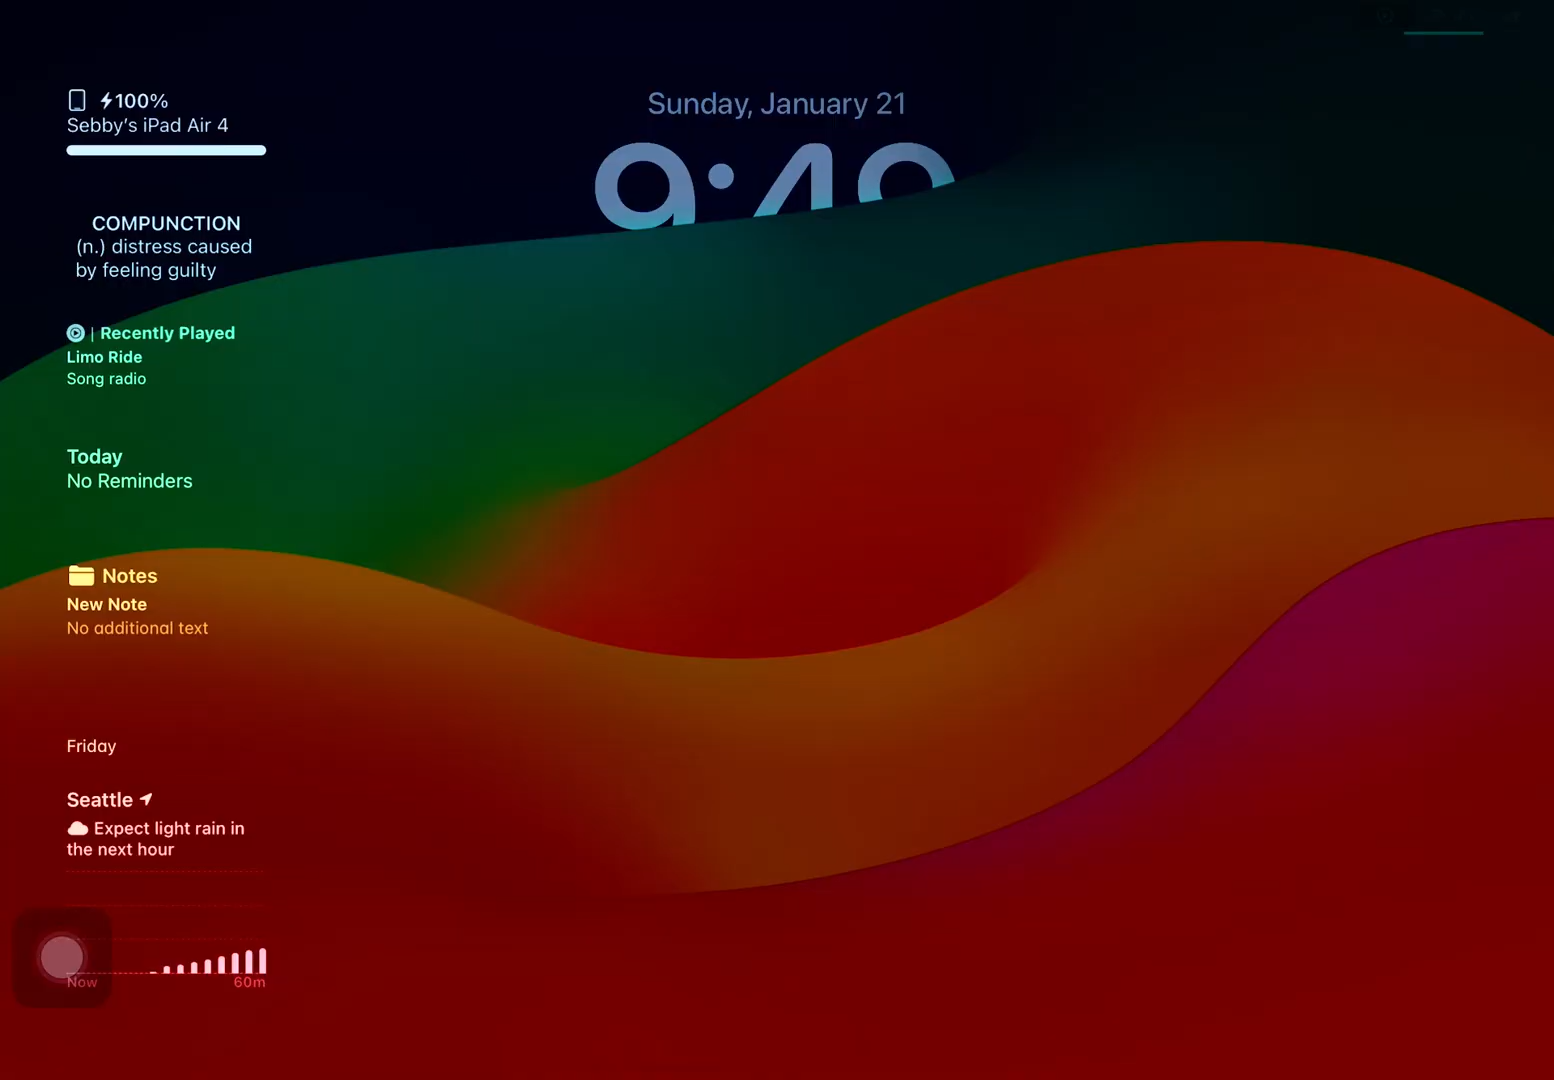 100%
Sebby's iPad Air 4
Sunday, January 21
COMPUNCTION
(n.) distress caused
by feeling guilty
| Recently Played
Limo Ride
Song radio
Today
No Reminders
Notes
New Note
No additional text
Friday
Seattle
Expect light rain in
the next hour
Now
60m